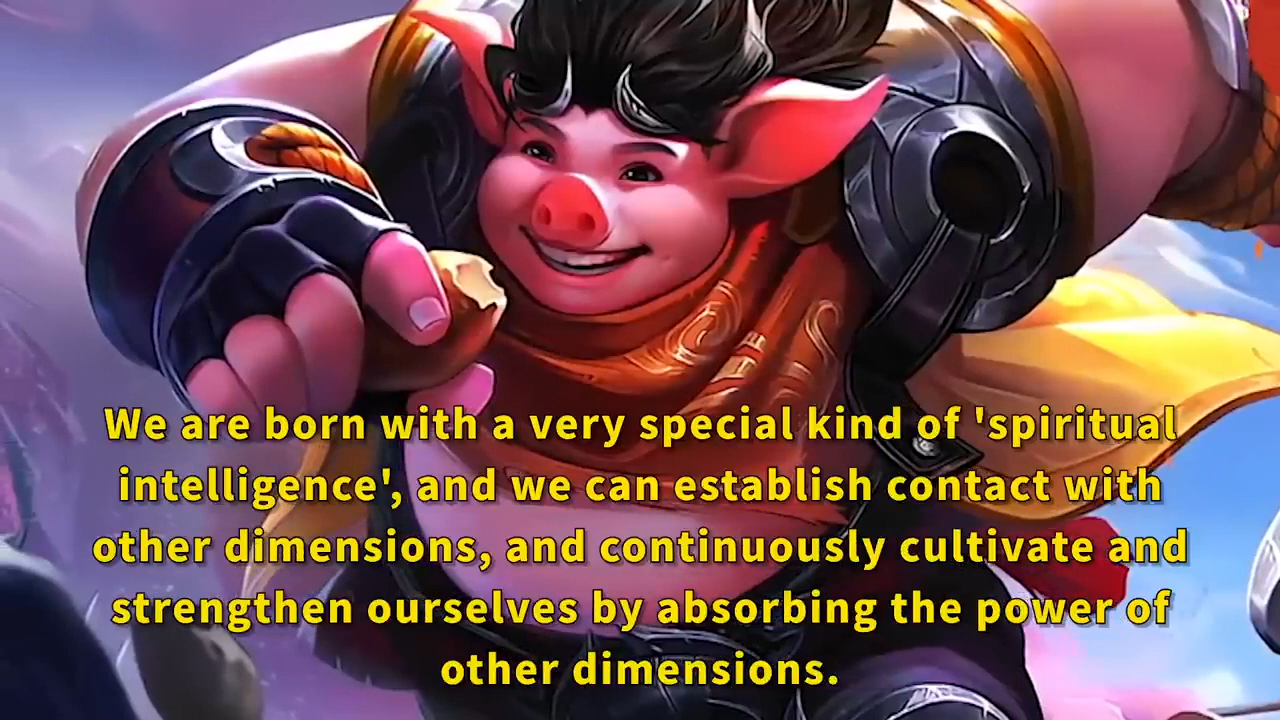 We are born with a very special kind of 'spiritual
intelligence', and we can establish contact with
other dimensions, and continuously cultivate and
strengthen ourselves by absorbing the power of
other dimensions.